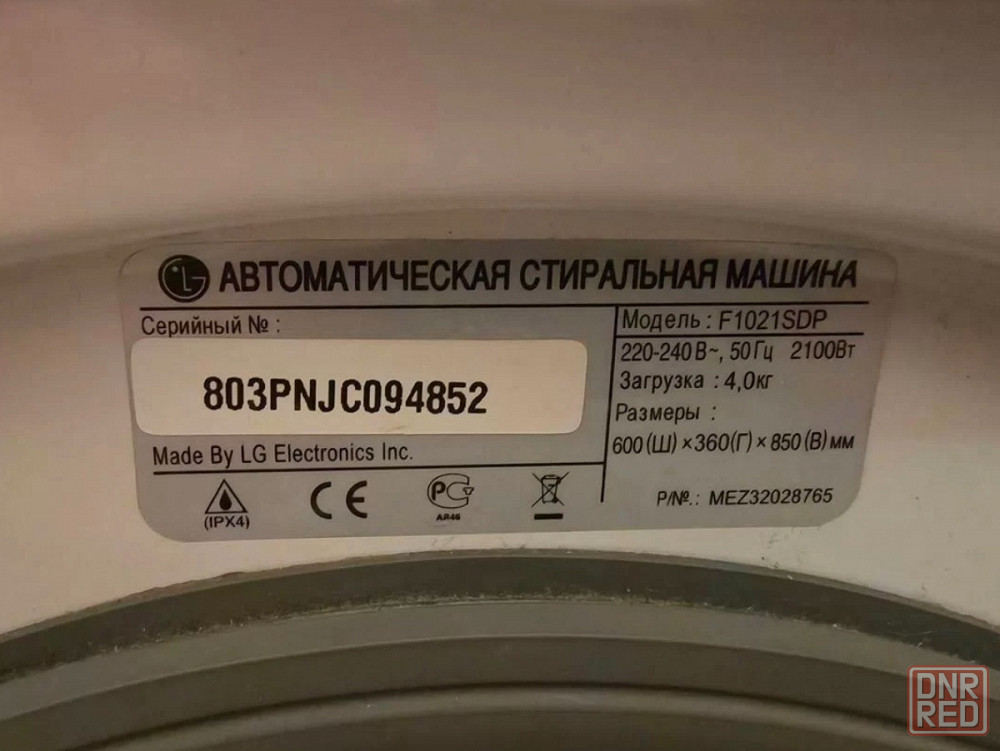 LG АВТОМАТИЧЕСКАЯ СТИРАЛЬНАЯ МАШИНА
Серийный № :
803PNJC094852
Made By LG Electronics Inc.
(IPX4)
CE
РС
АЯ46
Модель : F1021SDP
220-240 В~, 50 Гц 2100Вт
Загрузка : 4,0кг
Размеры :
600 (Ш) × 360(Г) × 850 (В) мм
P/№.: MEZ32028765
DNR
RED